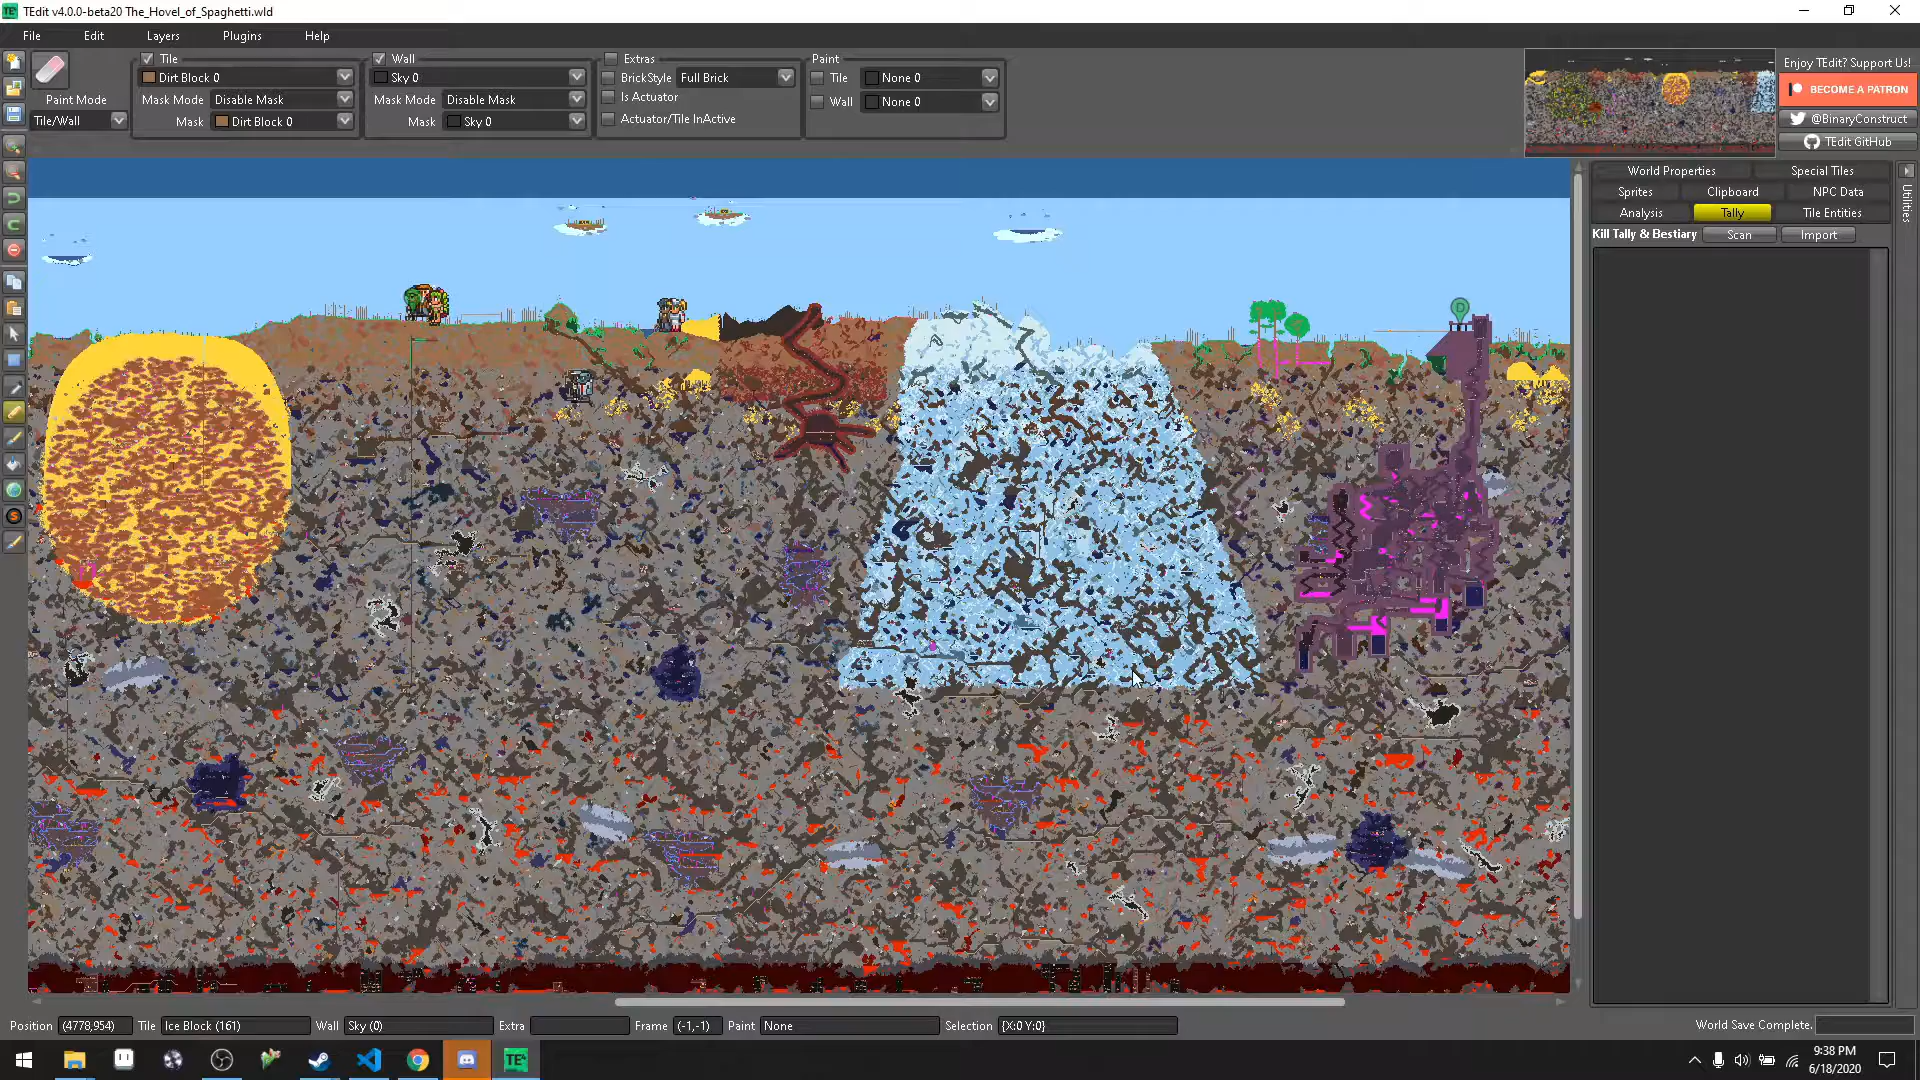 TEdit v4.0.0-beta20 The_Hovel_of_Spaghetti.wld
File Edit Layers Plugins Help
Tile
Wall
Extras
Paint
Dirt Block 0
Sky 0
BrickStyle Full Brick
Tile None 0
Paint Mode
Mask Mode Disable Mask
Mask Mode Disable Mask
Is Actuator
Wall None 0
Tile/Wall
Mask Dirt Block 0
Mask Sky 0
Actuator/Tile InActive
Enjoy TEdit? Support Us!
BECOME A PATRON
@BinaryConstruct
TEdit GitHub
World Properties Special Tiles
Sprites Clipboard NPC Data
Analysis Tally Tile Entities
Kill Tally & Bestiary Scan Import
Utilities
D
Position (4778,954) Tile Ice Block (161) Wall Sky (0) Extra Frame (-1,-1) Paint None Selection {X:0 Y:0}
World Save Complete.
9:38 PM
6/18/2020